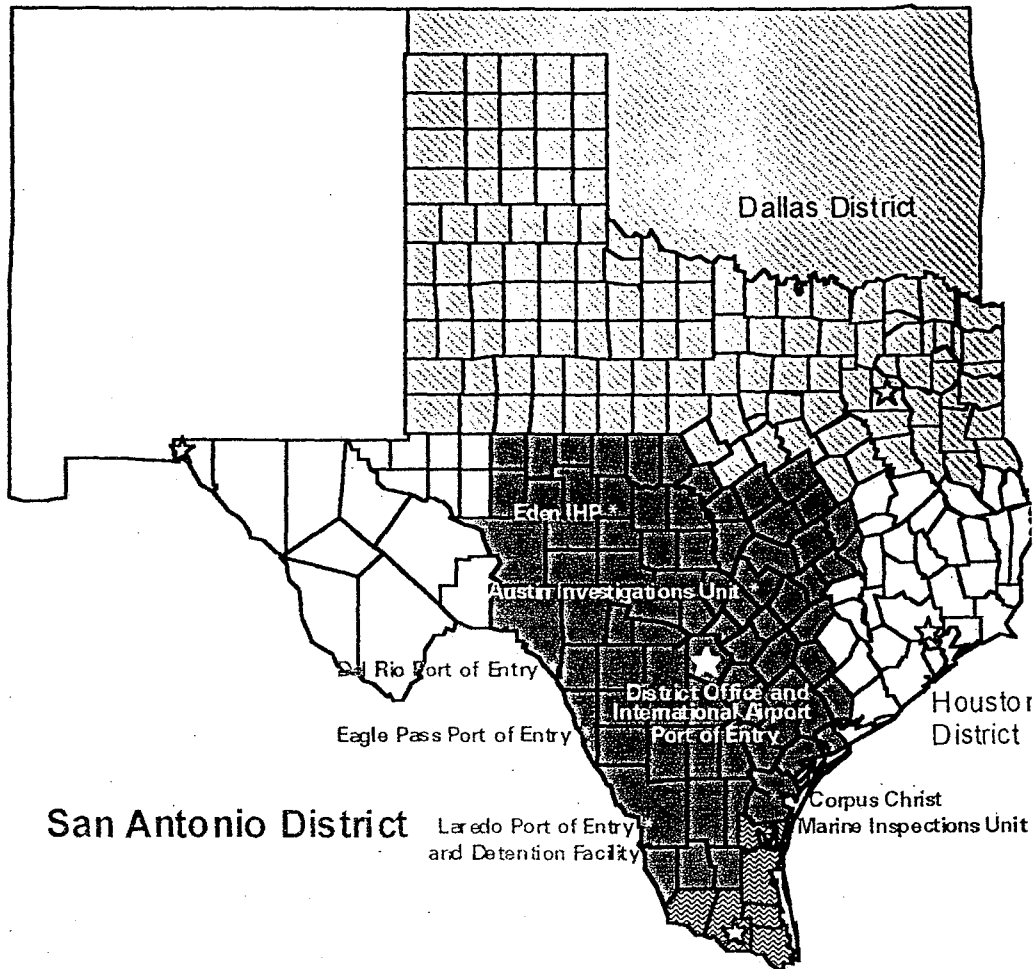 Dallas District
Eden IHP *
Austin Investigations Unit *
Del Rio Port of Entry
District Office and
International Airport
Port of Entry
Houston
District
Eagle Pass Port of Entry
San Antonio District
Corpus Christ
Marine Inspections Unit
Laredo Port of Entry
and Detention Facility